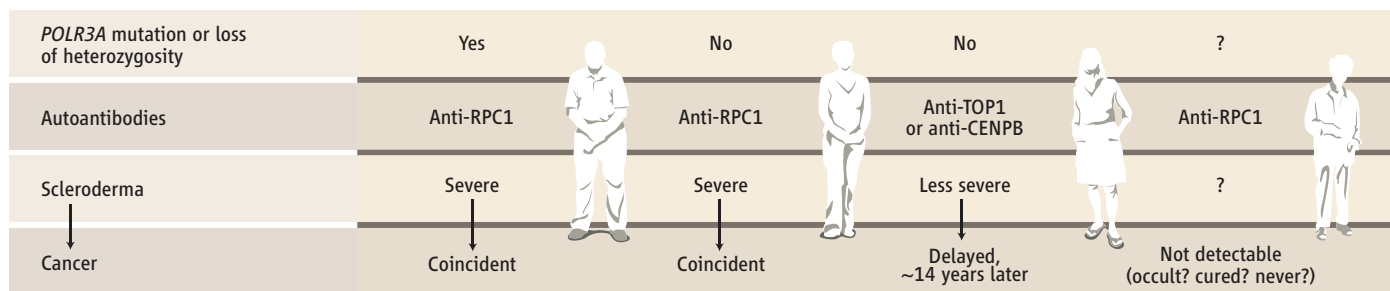 POLR3A mutation or loss
of heterozygosity
Yes
No
No
?
Autoantibodies
Anti-RPC1
Anti-RPC1
Anti-TOP1
or anti-CENPB
Anti-RPC1
Scleroderma
Severe
Severe
Less severe
?
Cancer
Coincident
Coincident
Delayed,
~14 years later
Not detectable
(occult? cured? never?)